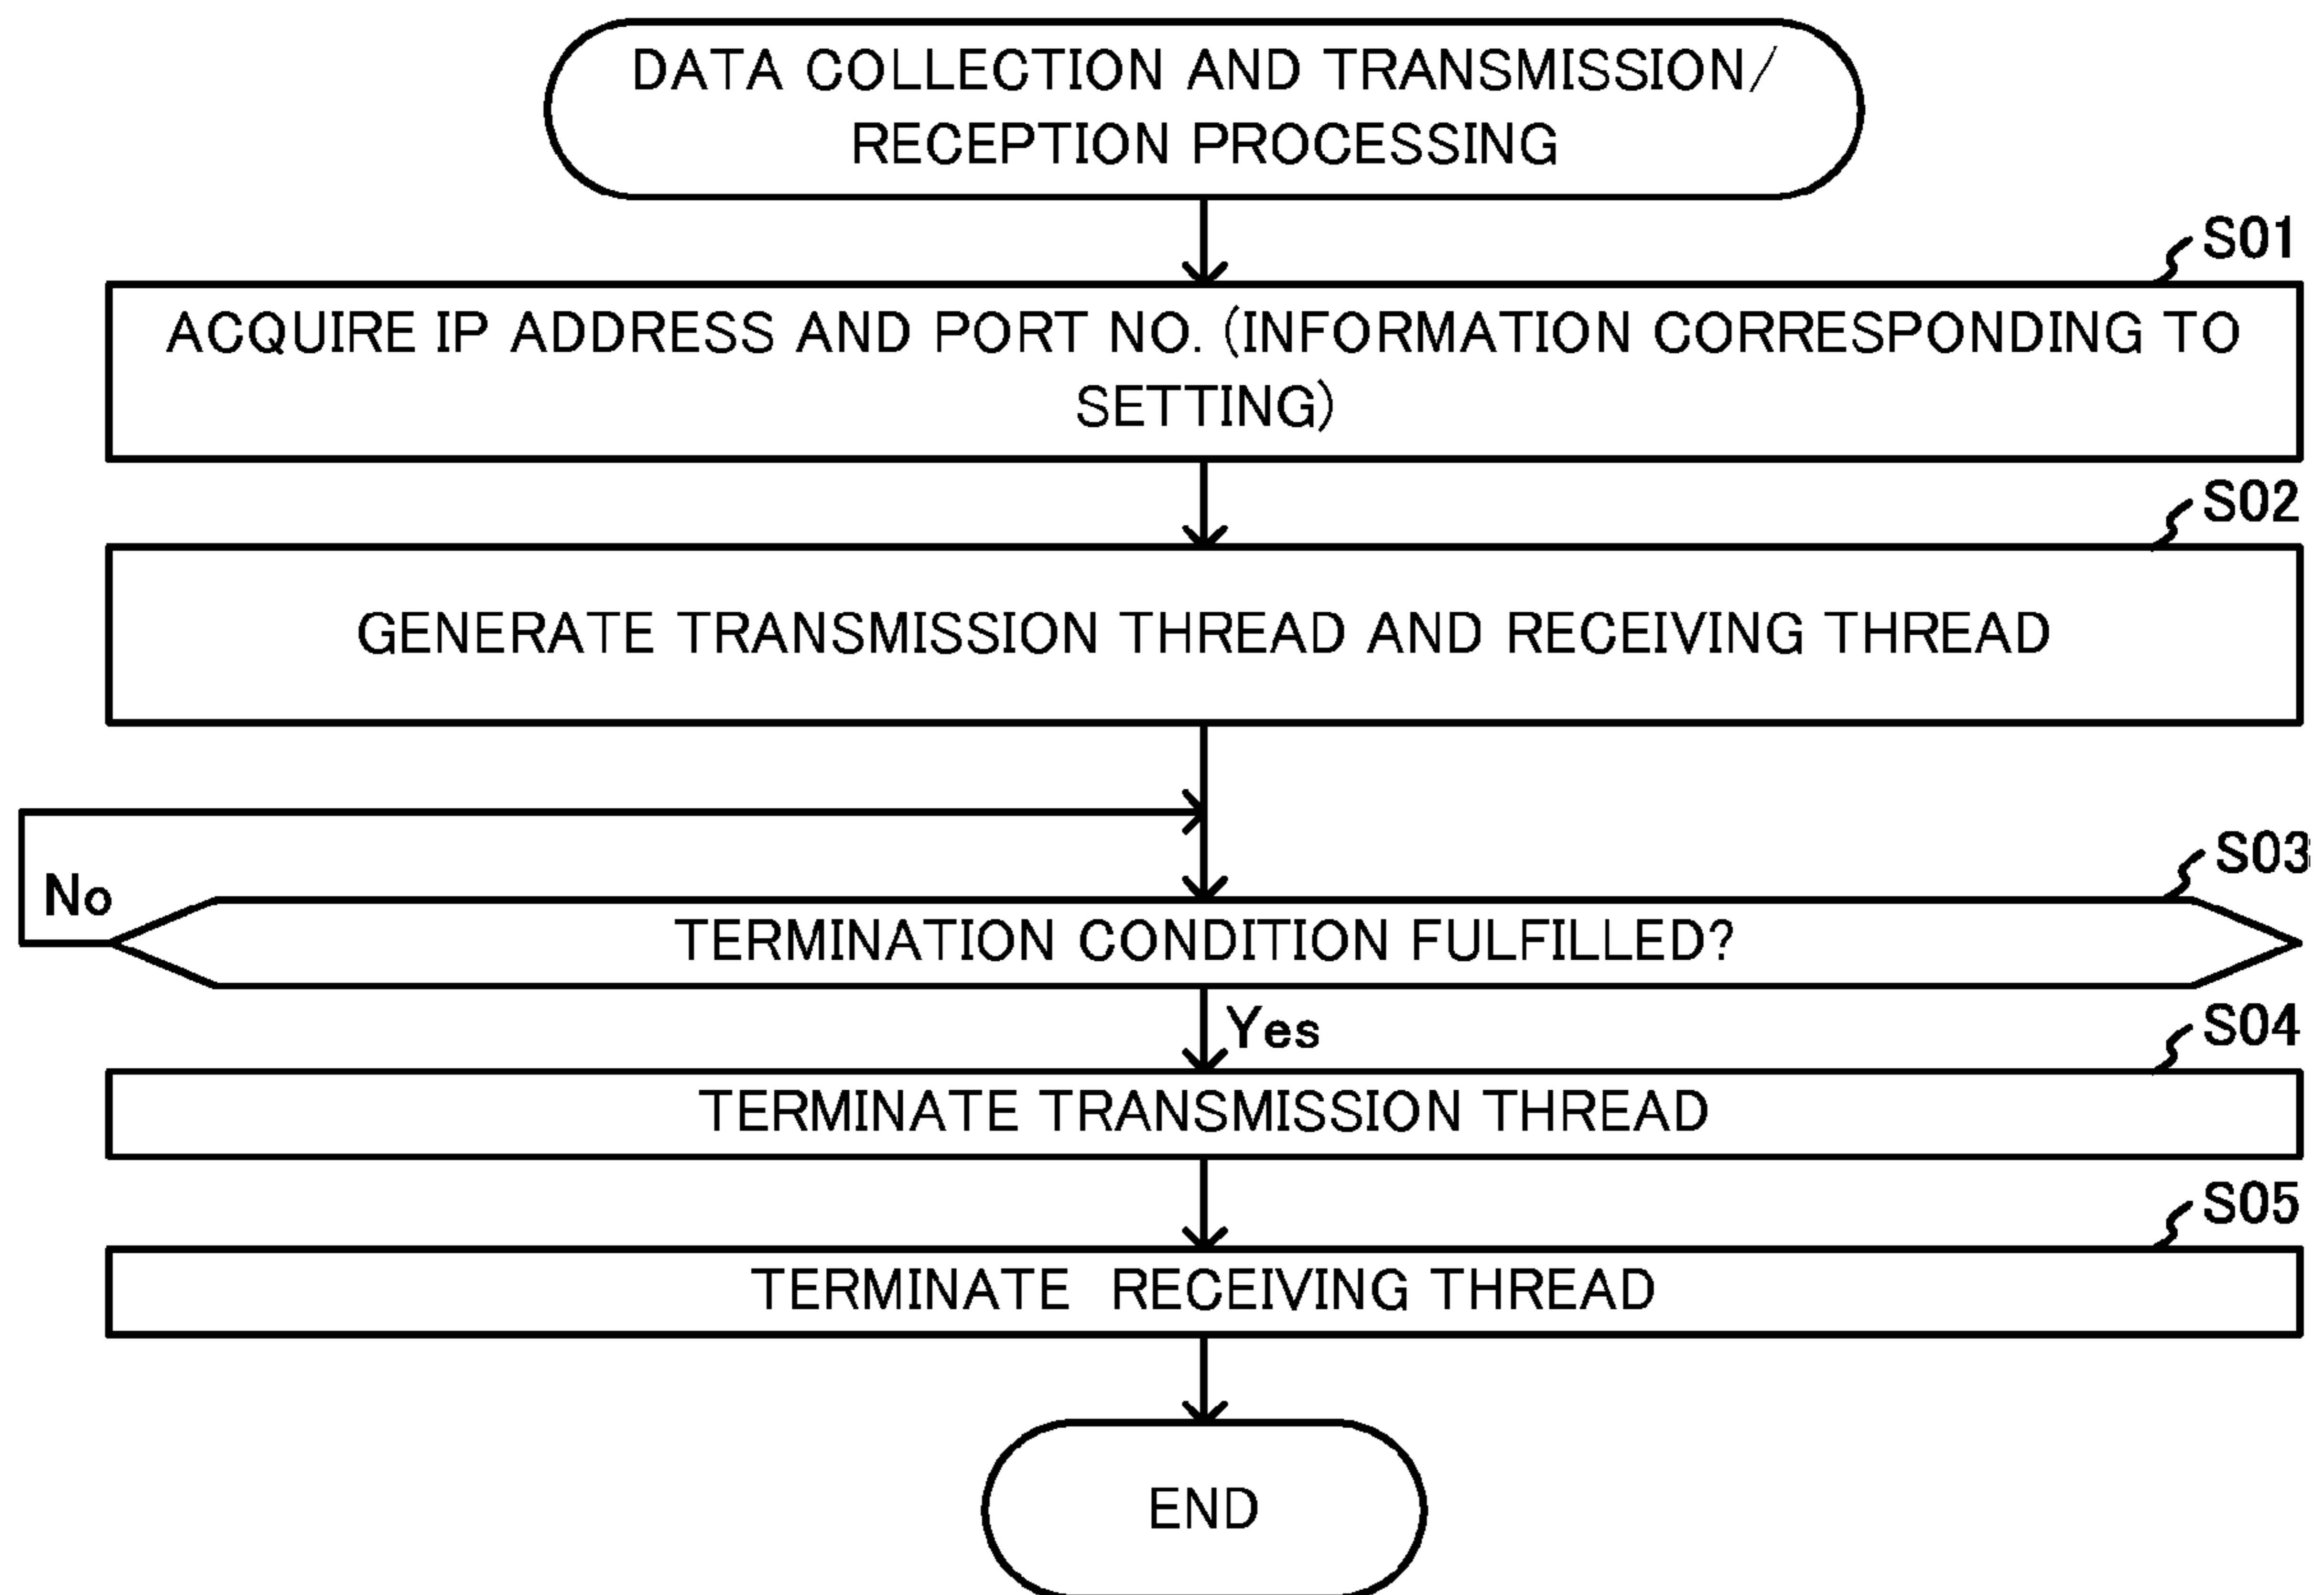 DATA COLLECTION AND TRANSMISSION/
RECEPTION PROCESSING
S01
ACQUIRE IP ADDRESS AND PORT NO. (INFORMATION CORRESPONDING TO
SETTING)
S02
GENERATE TRANSMISSION THREAD AND RECEIVING THREAD
S03
No
TERMINATION CONDITION FULFILLED?
Yes
S04
TERMINATE TRANSMISSION THREAD
S05
TERMINATE RECEIVING THREAD
END